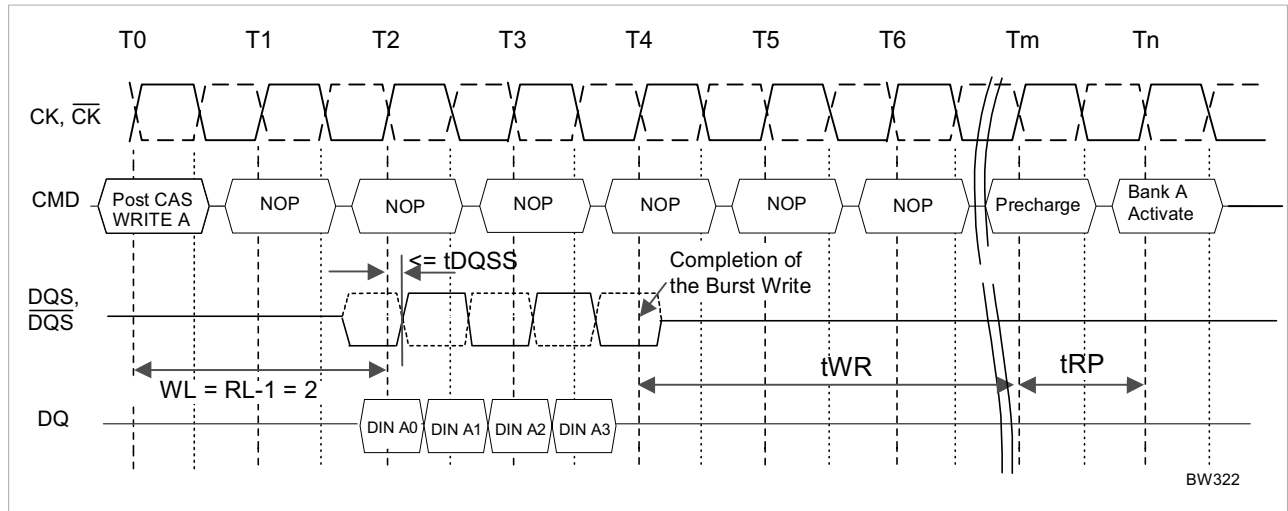 T0 T1 T2 T3 T4 T5 T6 Tm Tn
CK, CK
CMD
Post CAS
WRITE A
NOP
NOP
NOP
NOP
NOP
NOP
Precharge
Bank A
Activate
<= tDQSS
Completion of
the Burst Write
DQS,
DQS
WL = RL-1 = 2
tWR
tRP
DQ
DIN A0
DIN A1
DIN A2
DIN A3
BW322